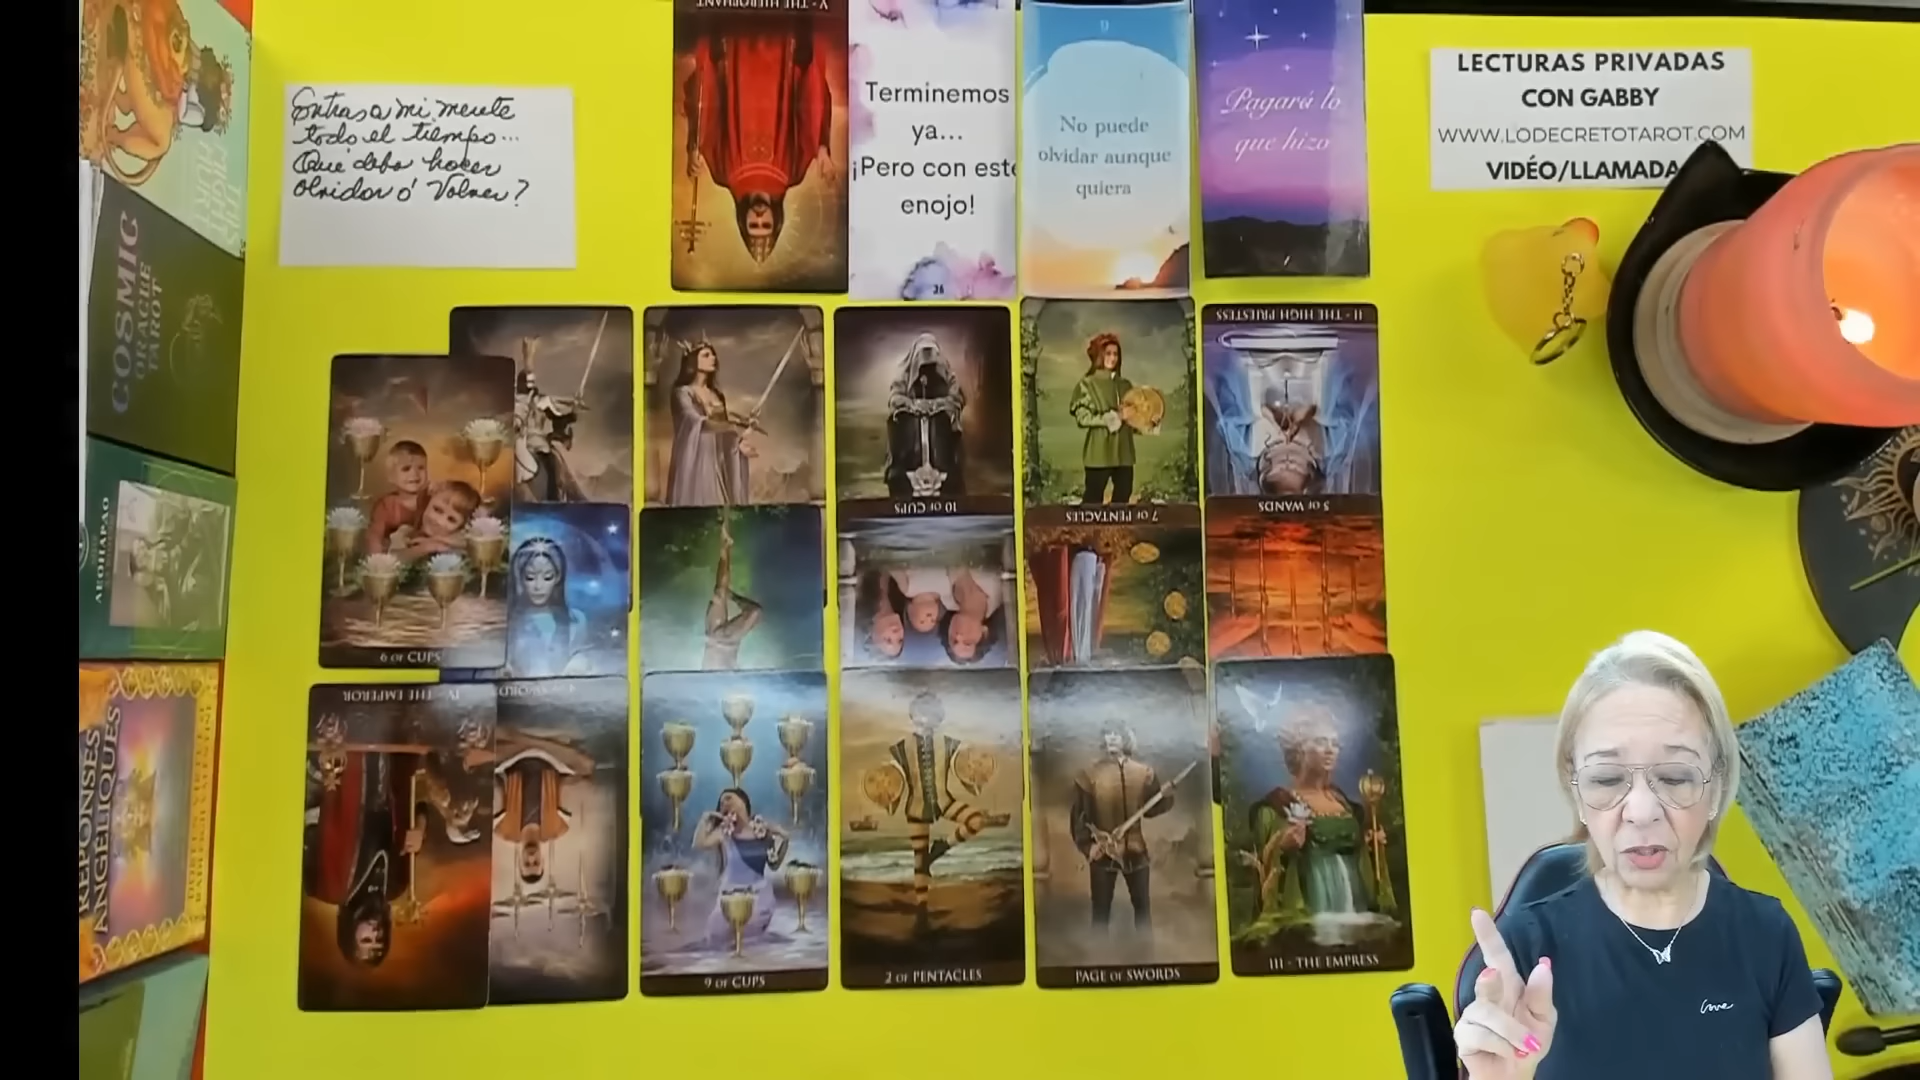 V - THE HIEROPHANT
Entras a mi mente
todo el tiempo...
Que debo hacer
olvidar ó Volver?
Terminemos
ya...
¡Pero con este
enojo!
36
9
No puede
olvidar aunque
quiera
Pagará lo
que hizo
LECTURAS PRIVADAS
CON GABBY
WWW.LODECRETOTAROT.COM
VIDÉO/LLAMADA
COSMIC
ORACLE
TAROT
RÉPONSES
ANGÉLIQUES
II - THE HIGH PRIESTESS
10 OF CUPS
7 OF PENTACLES
5 OF WANDS
6 OF CUPS
IV - THE EMPEROR
9 OF CUPS
2 OF PENTACLES
PAGE OF SWORDS
III - THE EMPRESS
love